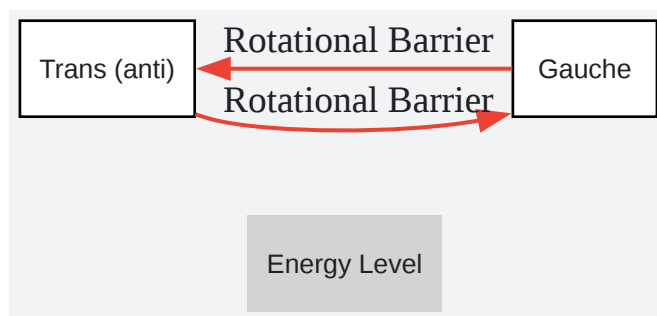 Rotational Barrier
Trans (anti)
Gauche
Rotational Barrier
Energy Level